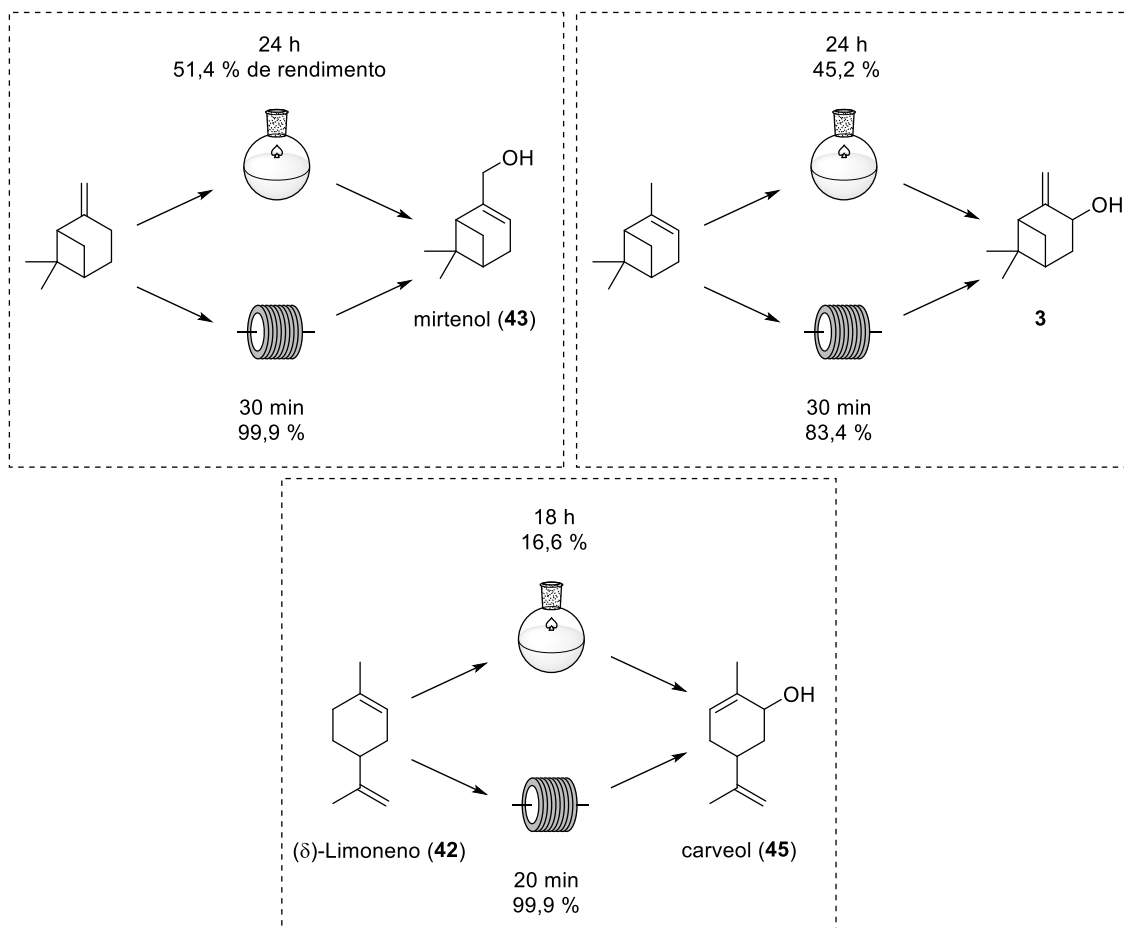 24 h
51,4 % de rendimento
OH
mirtenol (43)
30 min
99,9 %
24 h
45,2 %
OH
3
30 min
83,4 %
18 h
16,6 %
OH
(δ)-Limoneno (42)
carveol (45)
20 min
99,9 %